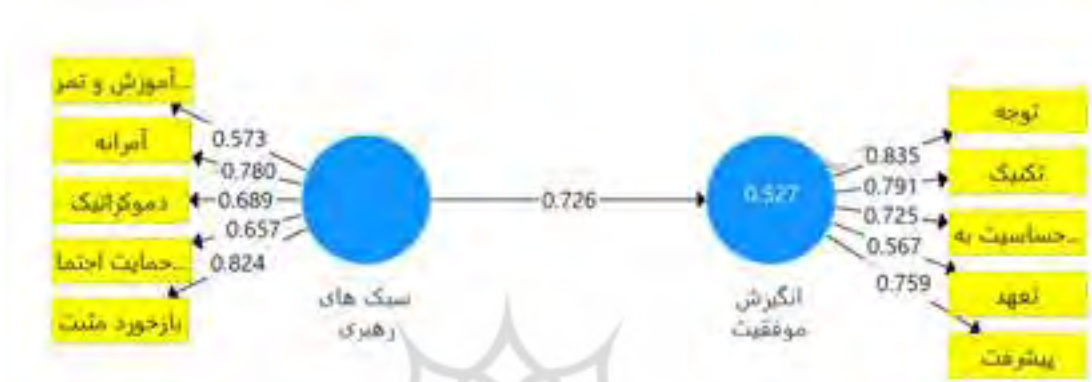 آموزش و تمر...
آمرانه
دموکراتیک
حمایت اجتما...
بازخورد مثبت
0.573
0.780
0.689
0.657
0.824
سبک های
رهبری
0.726
0.527
انگیزش
موفقیت
0.835
0.791
0.725
0.567
0.759
توجه
تکنیک
حساسیت به...
تعهد
پیشرفت